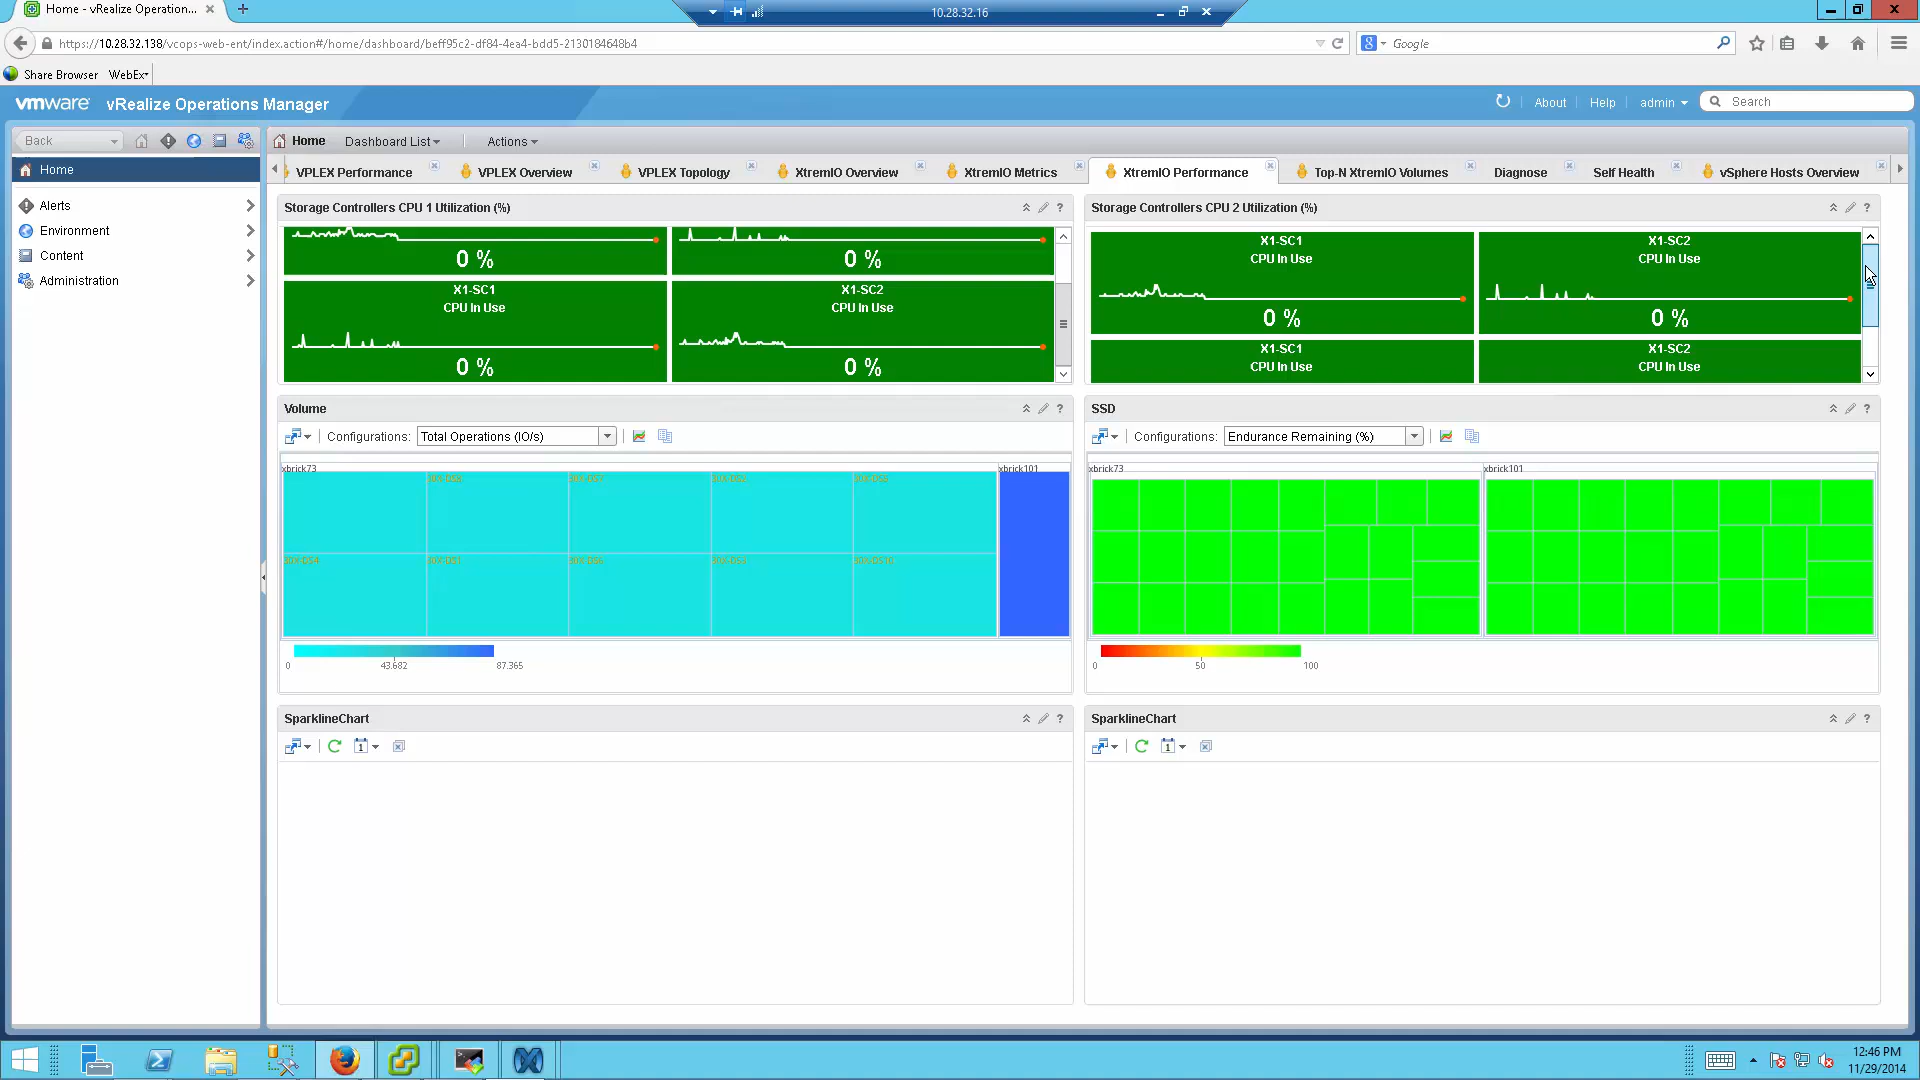 Home - vRealize Operation...
10.28.32.16
https://10.28.32.138/vcops-web-ent/index.action#/home/dashboard/beff95c2-df84-4ea4-bdd5-2130184648b4
Google
Share Browser WebEx
vmware vRealize Operations Manager
About Help admin Search
Back
Home Dashboard List Actions
Home
VPLEX Performance VPLEX Overview VPLEX Topology XtremIO Overview XtremIO Metrics XtremIO Performance Top-N XtremIO Volumes Diagnose Self Health vSphere Hosts Overview
Alerts
Environment
Content
Administration
Storage Controllers CPU 1 Utilization (%)
0 % 0 %
X1-SC1 X1-SC2
CPU In Use CPU In Use
0 % 0 %
Storage Controllers CPU 2 Utilization (%)
X1-SC1 X1-SC2
CPU In Use CPU In Use
0 % 0 %
X1-SC1 X1-SC2
CPU In Use CPU In Use
Volume
Configurations: Total Operations (IO/s)
xbrick73 xbrick101
0 43.682 87.365
SSD
Configurations: Endurance Remaining (%)
xbrick73 xbrick101
0 50 100
SparklineChart
1
SparklineChart
1
12:46 PM
11/29/2014